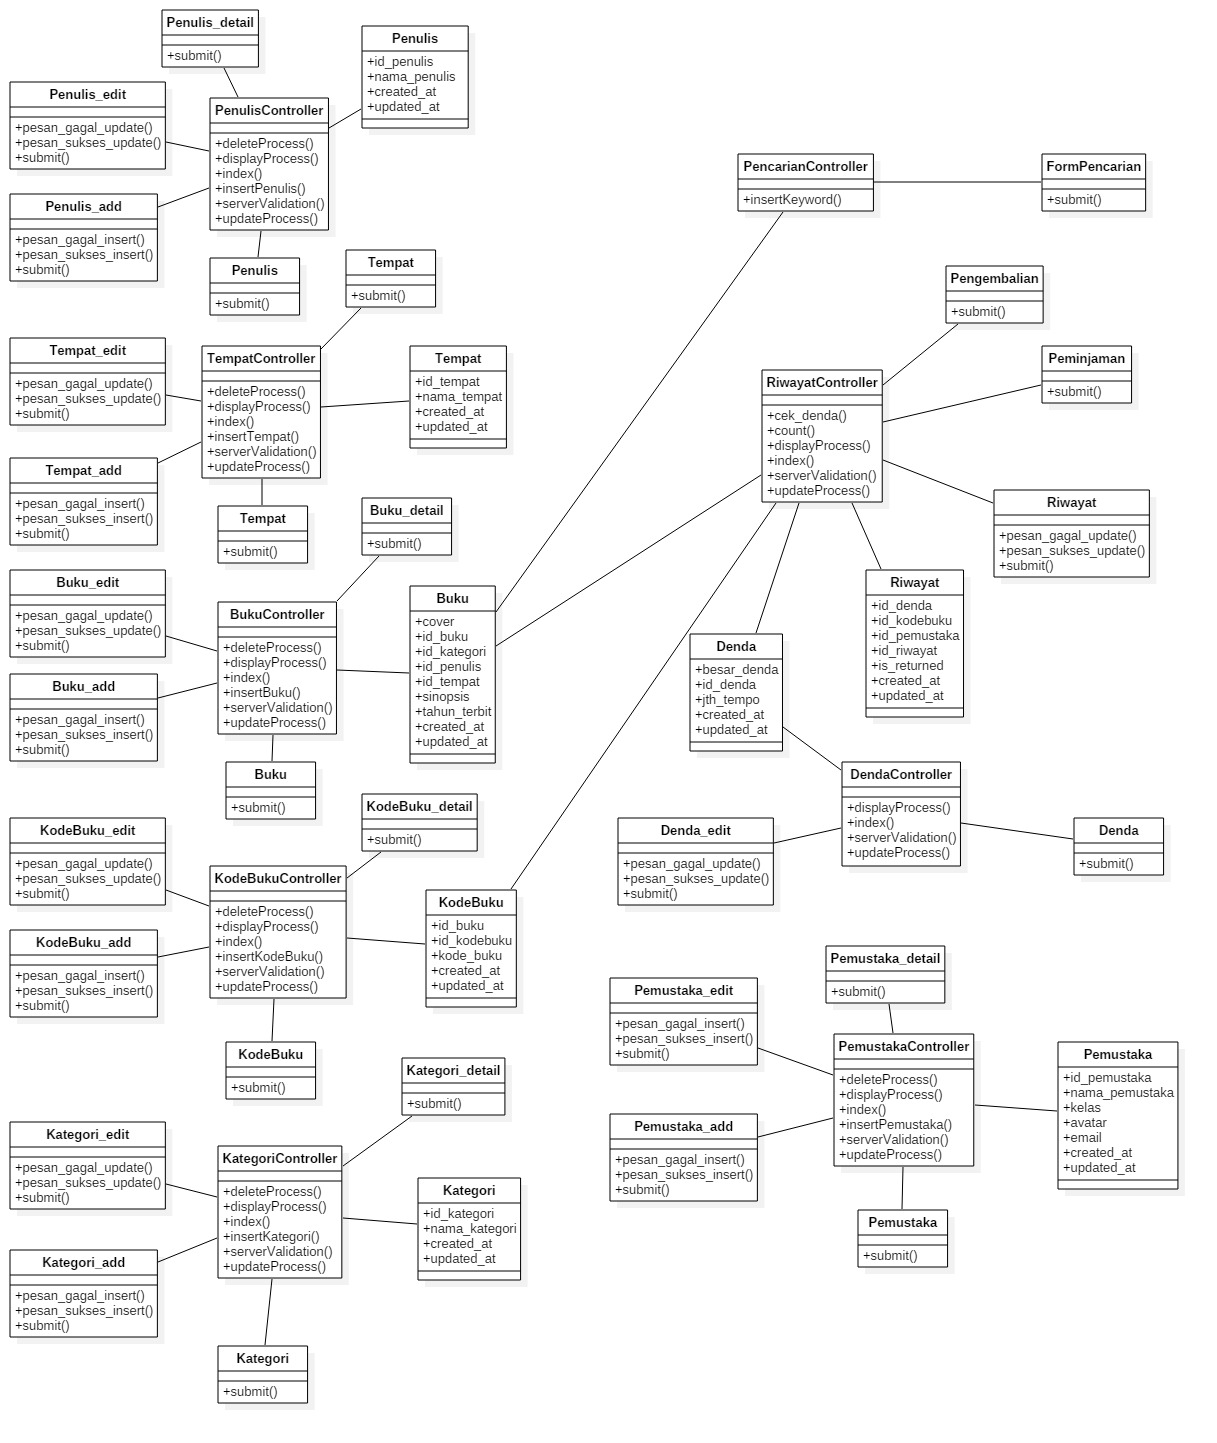 Penulis_detail
+submit()
Penulis
+id_penulis
+nama_penulis
+created_at
+updated_at
Penulis_edit
+pesan_gagal_update()
+pesan_sukses_update()
+submit()
PenulisController
+deleteProcess()
+displayProcess()
+index()
+insertPenulis()
+serverValidation()
+updateProcess()
Penulis_add
+pesan_gagal_insert()
+pesan_sukses_insert()
+submit()
Penulis
+submit()
Tempat
+submit()
Tempat_edit
+pesan_gagal_update()
+pesan_sukses_update()
+submit()
TempatController
+deleteProcess()
+displayProcess()
+index()
+insertTempat()
+serverValidation()
+updateProcess()
Tempat
+id_tempat
+nama_tempat
+created_at
+updated_at
Tempat_add
+pesan_gagal_insert()
+pesan_sukses_insert()
+submit()
Tempat
+submit()
Buku_detail
+submit()
Buku_edit
+pesan_gagal_update()
+pesan_sukses_update()
+submit()
BukuController
+deleteProcess()
+displayProcess()
+index()
+insertBuku()
+serverValidation()
+updateProcess()
Buku
+cover
+id_buku
+id_kategori
+id_penulis
+id_tempat
+sinopsis
+tahun_terbit
+created_at
+updated_at
Buku_add
+pesan_gagal_insert()
+pesan_sukses_insert()
+submit()
Buku
+submit()
KodeBuku_detail
+submit()
KodeBuku_edit
+pesan_gagal_update()
+pesan_sukses_update()
+submit()
KodeBukuController
+deleteProcess()
+displayProcess()
+index()
+insertKodeBuku()
+serverValidation()
+updateProcess()
KodeBuku
+id_buku
+id_kodebuku
+kode_buku
+created_at
+updated_at
KodeBuku_add
+pesan_gagal_insert()
+pesan_sukses_insert()
+submit()
KodeBuku
+submit()
Kategori_detail
+submit()
Kategori_edit
+pesan_gagal_update()
+pesan_sukses_update()
+submit()
KategoriController
+deleteProcess()
+displayProcess()
+index()
+insertKategori()
+serverValidation()
+updateProcess()
Kategori
+id_kategori
+nama_kategori
+created_at
+updated_at
Kategori_add
+pesan_gagal_insert()
+pesan_sukses_insert()
+submit()
Kategori
+submit()
PencarianController
+insertKeyword()
FormPencarian
+submit()
Pengembalian
+submit()
Peminjaman
+submit()
RiwayatController
+cek_denda()
+count()
+displayProcess()
+index()
+serverValidation()
+updateProcess()
Riwayat
+pesan_gagal_update()
+pesan_sukses_update()
+submit()
Riwayat
+id_denda
+id_kodebuku
+id_pemustaka
+id_riwayat
+is_returned
+created_at
+updated_at
Denda
+besar_denda
+id_denda
+jth_tempo
+created_at
+updated_at
DendaController
+displayProcess()
+index()
+serverValidation()
+updateProcess()
Denda_edit
+pesan_gagal_update()
+pesan_sukses_update()
+submit()
Denda
+submit()
Pemustaka_detail
+submit()
Pemustaka_edit
+pesan_gagal_insert()
+pesan_sukses_insert()
+submit()
PemustakaController
+deleteProcess()
+displayProcess()
+index()
+insertPemustaka()
+serverValidation()
+updateProcess()
Pemustaka
+id_pemustaka
+nama_pemustaka
+kelas
+avatar
+email
+created_at
+updated_at
Pemustaka_add
+pesan_gagal_insert()
+pesan_sukses_insert()
+submit()
Pemustaka
+submit()